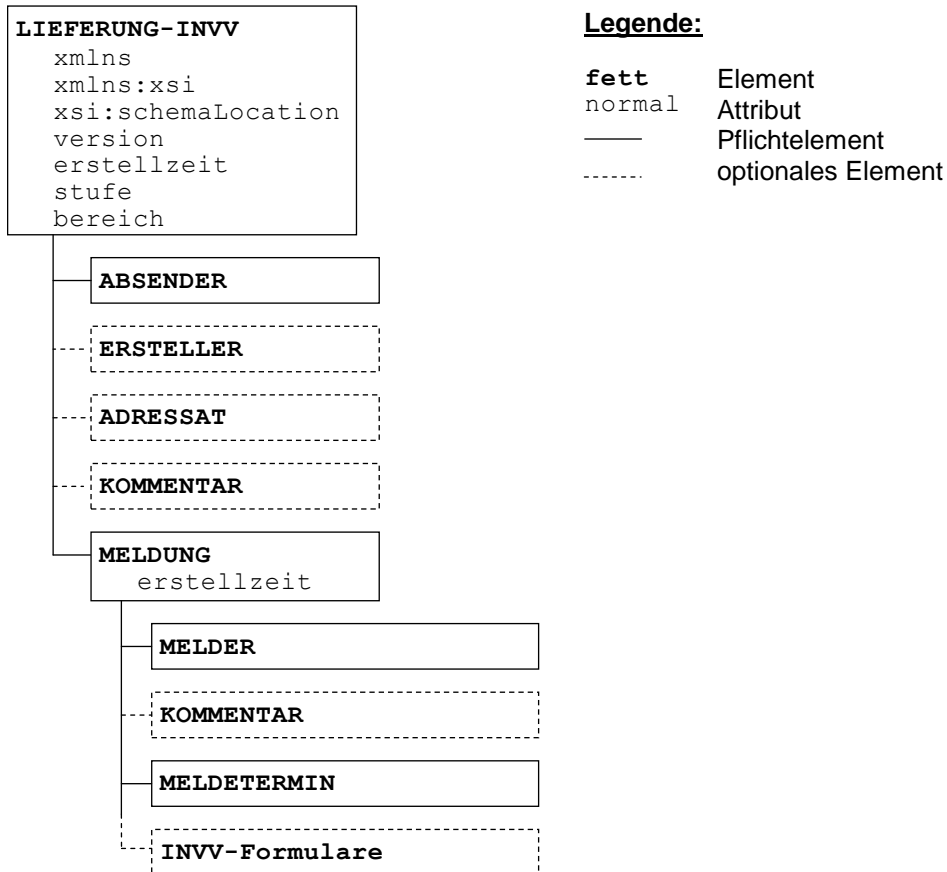 LIEFERUNG-INVV
xmlns
xmlns:xsi
xsi:schemaLocation
version
erstellzeit
stufe
bereich
Legende:
fett Element
normal Attribut
Pflichtelement
optionales Element
ABSENDER
ERSTELLER
ADRESSAT
KOMMENTAR
MELDUNG
erstellzeit
MELDER
KOMMENTAR
MELDETERMIN
INVV-Formulare